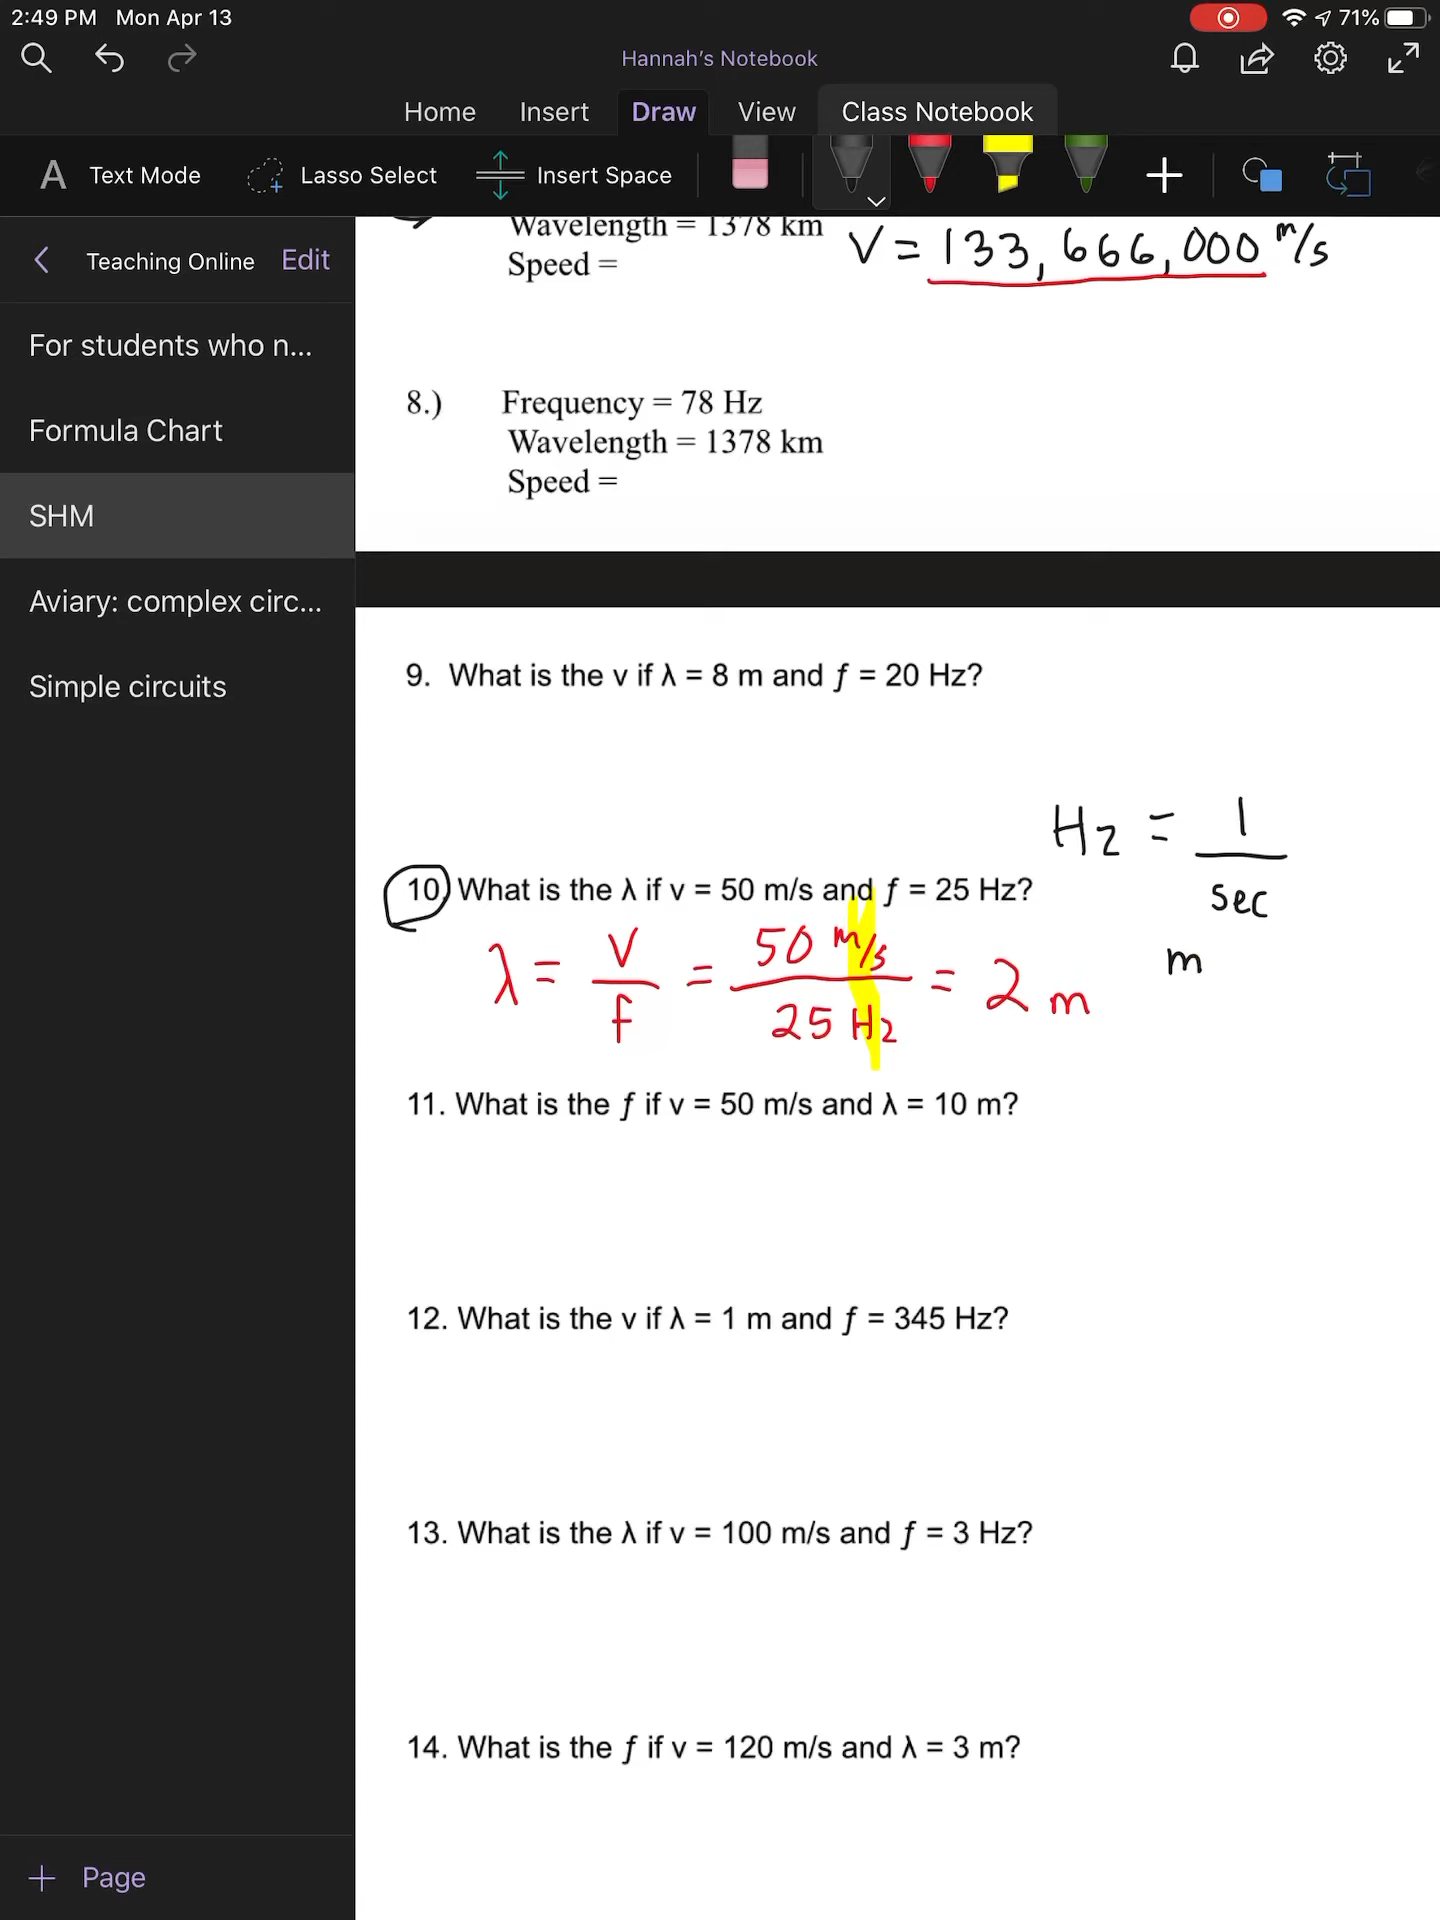 2:49 PM Mon Apr 13
71%
Hannah's Notebook
Home Insert Draw View Class Notebook
A Text Mode Lasso Select Insert Space
Teaching Online Edit
For students who n...
Formula Chart
SHM
Aviary: complex circ...
Simple circuits
+ Page
Wavelength = 1378 km
Speed =
V = 133,666,000 m/s
8.) Frequency = 78 Hz
Wavelength = 1378 km
Speed =
9. What is the v if λ = 8 m and ƒ = 20 Hz?
Hz = 1
sec
10. What is the λ if v = 50 m/s and ƒ = 25 Hz?
m
λ = V/f = 50 m/s / 25 Hz = 2 m
11. What is the ƒ if v = 50 m/s and λ = 10 m?
12. What is the v if λ = 1 m and ƒ = 345 Hz?
13. What is the λ if v = 100 m/s and ƒ = 3 Hz?
14. What is the ƒ if v = 120 m/s and λ = 3 m?